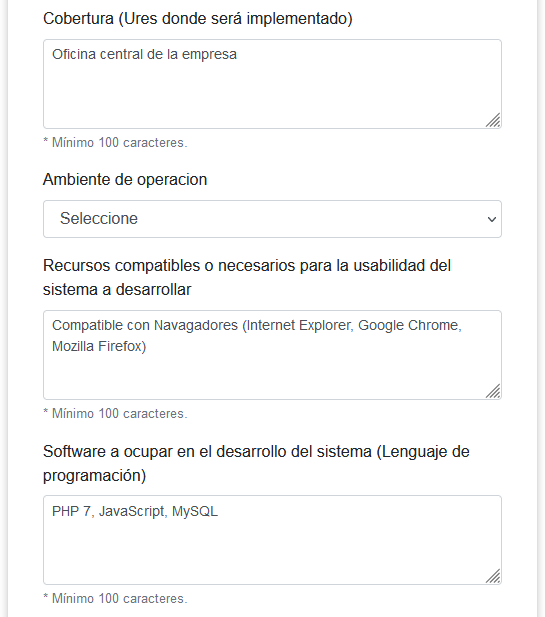 Cobertura (Ures donde será implementado)
Oficina central de la empresa
* Mínimo 100 caracteres.
Ambiente de operacion
Seleccione
Recursos compatibles o necesarios para la usabilidad del
sistema a desarrollar
Compatible con Navagadores (Internet Explorer, Google Chrome,
Mozilla Firefox)
* Mínimo 100 caracteres.
Software a ocupar en el desarrollo del sistema (Lenguaje de
programación)
PHP 7, JavaScript, MySQL
* Mínimo 100 caracteres.